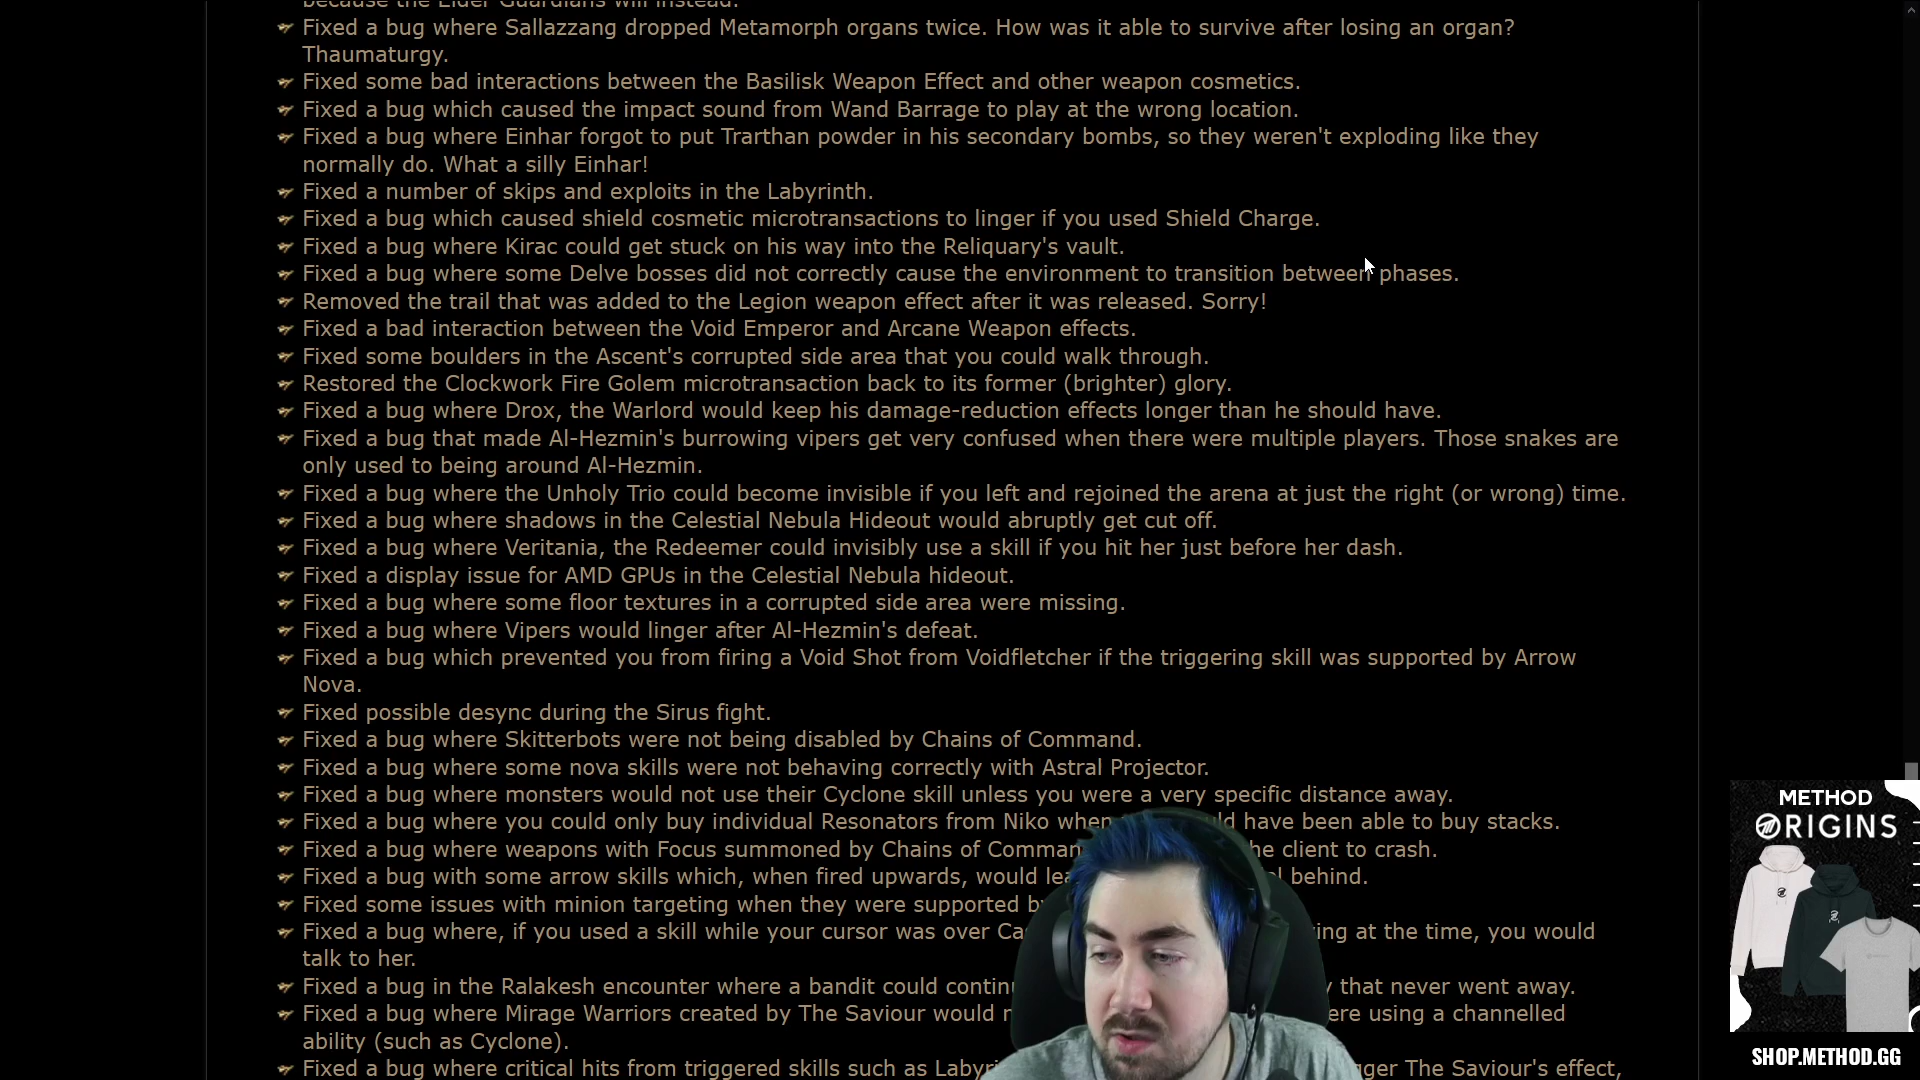 because the Elder Guardians will instead.
Fixed a bug where Sallazzang dropped Metamorph organs twice. How was it able to survive after losing an organ?
Thaumaturgy.
Fixed some bad interactions between the Basilisk Weapon Effect and other weapon cosmetics.
Fixed a bug which caused the impact sound from Wand Barrage to play at the wrong location.
Fixed a bug where Einhar forgot to put Trarthan powder in his secondary bombs, so they weren't exploding like they
normally do. What a silly Einhar!
Fixed a number of skips and exploits in the Labyrinth.
Fixed a bug which caused shield cosmetic microtransactions to linger if you used Shield Charge.
Fixed a bug where Kirac could get stuck on his way into the Reliquary's vault.
Fixed a bug where some Delve bosses did not correctly cause the environment to transition between phases.
Removed the trail that was added to the Legion weapon effect after it was released. Sorry!
Fixed a bad interaction between the Void Emperor and Arcane Weapon effects.
Fixed some boulders in the Ascent's corrupted side area that you could walk through.
Restored the Clockwork Fire Golem microtransaction back to its former (brighter) glory.
Fixed a bug where Drox, the Warlord would keep his damage-reduction effects longer than he should have.
Fixed a bug that made Al-Hezmin's burrowing vipers get very confused when there were multiple players. Those snakes are
only used to being around Al-Hezmin.
Fixed a bug where the Unholy Trio could become invisible if you left and rejoined the arena at just the right (or wrong) time.
Fixed a bug where shadows in the Celestial Nebula Hideout would abruptly get cut off.
Fixed a bug where Veritania, the Redeemer could invisibly use a skill if you hit her just before her dash.
Fixed a display issue for AMD GPUs in the Celestial Nebula hideout.
Fixed a bug where some floor textures in a corrupted side area were missing.
Fixed a bug where Vipers would linger after Al-Hezmin's defeat.
Fixed a bug which prevented you from firing a Void Shot from Voidfletcher if the triggering skill was supported by Arrow
Nova.
Fixed possible desync during the Sirus fight.
Fixed a bug where Skitterbots were not being disabled by Chains of Command.
Fixed a bug where some nova skills were not behaving correctly with Astral Projector.
Fixed a bug where monsters would not use their Cyclone skill unless you were a very specific distance away.
Fixed a bug where you could only buy individual Resonators from Niko when have been able to buy stacks.
Fixed a bug where weapons with Focus summoned by Chains of the client to crash.
Fixed a bug with some arrow skills which, when fired upwards, would behind.
Fixed some issues with minion targeting when they were supported
Fixed a bug where, if you used a skill while your cursor was over at the time, you would
talk to her.
Fixed a bug in the Ralakesh encounter where a bandit could that never went away.
Fixed a bug where Mirage Warriors created by The Saviour would using a channelled
ability (such as Cyclone).
Fixed a bug where critical hits from triggered skills such as The Saviour's effect,
METHOD
ORIGINS
SHOP.METHOD.GG